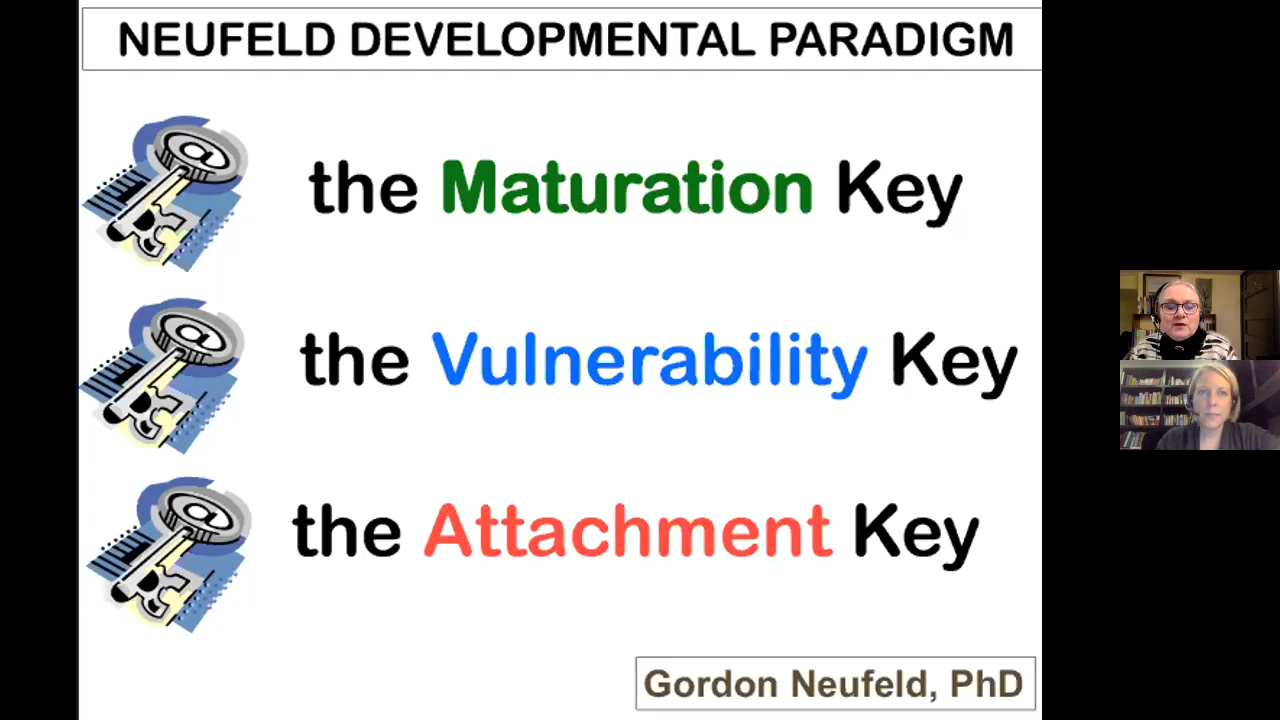 NEUFELD DEVELOPMENTAL PARADIGM
the Maturation Key
the Vulnerability Key
the Attachment Key
Gordon Neufeld, PhD